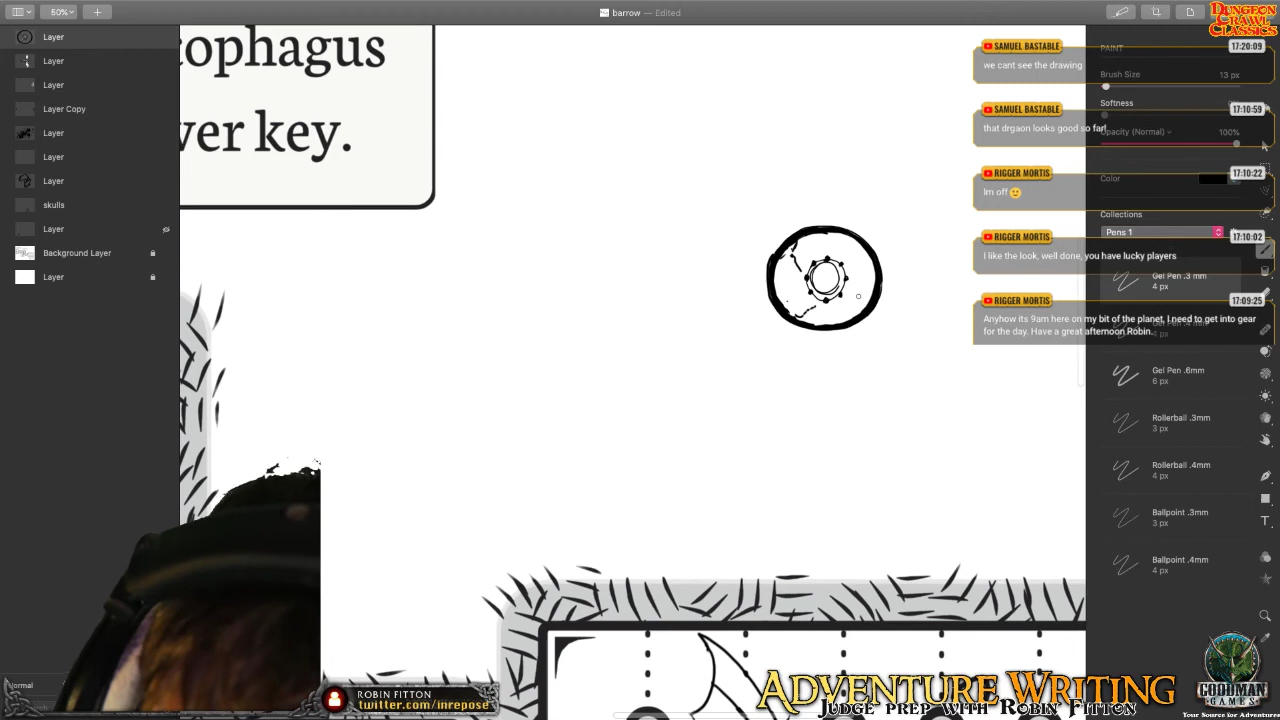 50%
barrow — Edited
DUNGEON
CRAWL
CLASSICS
Layer
Layer
Layer
Layer Copy
Layer
Layer
Layer
skulls
Layer
Background Layer
Layer
ophagus
ver key.
SAMUEL BASTABLE
17:20:09
we cant see the drawing
SAMUEL BASTABLE
17:10:59
that drgaon looks good so far!
RIGGER MORTIS
17:10:22
Im off
RIGGER MORTIS
17:10:02
I like the look, well done, you have lucky players
RIGGER MORTIS
17:09:25
Anyhow its 9am here on my bit of the planet, I need to get into gear
for the day. Have a great afternoon Robin.
PAINT
Brush Size
13 px
Softness
Opacity (Normal)
100%
Color
Collections
Pens 1
Gel Pen .3 mm
4 px
Gel Pen .6mm
6 px
Rollerball .3mm
3 px
Rollerball .4mm
4 px
Ballpoint .3mm
3 px
Ballpoint .4mm
4 px
ROBIN FITTON
twitter.com/inrepose
ADVENTURE WRITING
JUDGE PREP WITH ROBIN FITTON
GOODMAN
GAMES
Your Source for Adventures